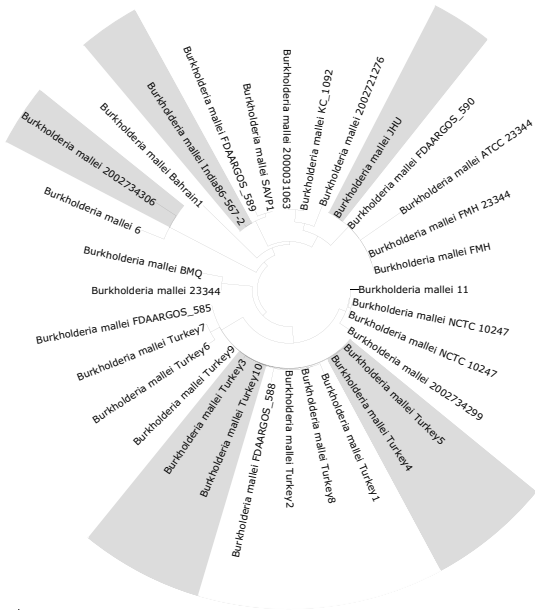 Burkholderia mallei 11
Burkholderia mallei FMH
Burkholderia mallei FMH 23344
Burkholderia mallei ATCC 23344
Burkholderia mallei FDAARGOS_590
Burkholderia mallei JHU
Burkholderia mallei 2002721276
Burkholderia mallei KC_1092
Burkholderia mallei 2000031063
Burkholderia mallei SAVP1
Burkholderia mallei FDAARGOS_589
Burkholderia mallei India86-567-2
Burkholderia mallei Bahrain1
Burkholderia mallei 2002734306
Burkholderia mallei 6
Burkholderia mallei BMQ
Burkholderia mallei 23344
Burkholderia mallei FDAARGOS_585
Burkholderia mallei Turkey7
Burkholderia mallei Turkey6
Burkholderia mallei Turkey9
Burkholderia mallei Turkey3
Burkholderia mallei Turkey10
Burkholderia mallei FDAARGOS_588
Burkholderia mallei Turkey2
Burkholderia mallei Turkey8
Burkholderia mallei Turkey1
Burkholderia mallei Turkey4
Burkholderia mallei Turkey5
Burkholderia mallei 2002734299
Burkholderia mallei NCTC 10247
Burkholderia mallei NCTC 10247